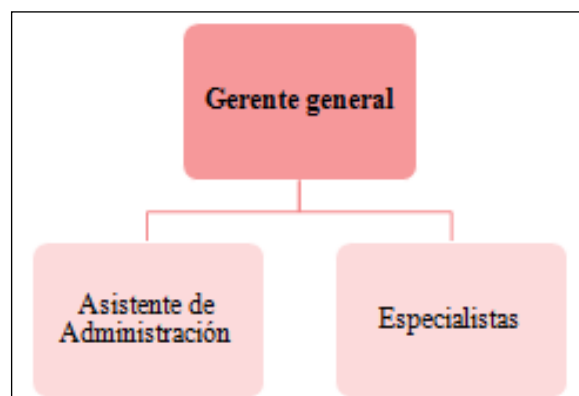 Gerente general
Asistente de
Administración
Especialistas